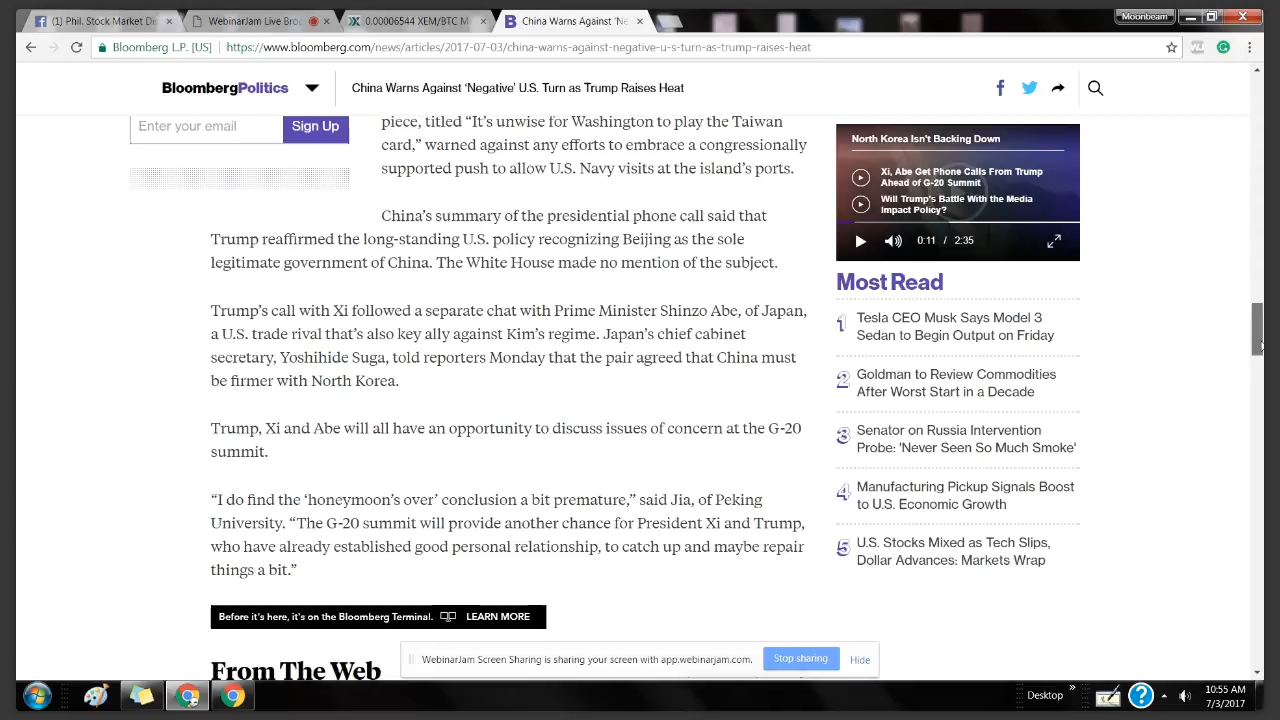 (1) Phil. Stock Market Dis
WebinarJam Live Broa
0.00006544 XEM/BTC |
China Warns Against 'Ne
Moonbeam
Bloomberg L.P. [US]
https://www.bloomberg.com/news/articles/2017-07-03/china-warns-against-negative-u-s-turn-as-trump-raises-heat
BloombergPolitics
China Warns Against ‘Negative’ U.S. Turn as Trump Raises Heat
Enter your email
Sign Up
piece, titled “It’s unwise for Washington to play the Taiwan
card,” warned against any efforts to embrace a congressionally
supported push to allow U.S. Navy visits at the island’s ports.
China’s summary of the presidential phone call said that
Trump reaffirmed the long-standing U.S. policy recognizing Beijing as the sole
legitimate government of China. The White House made no mention of the subject.
Trump’s call with Xi followed a separate chat with Prime Minister Shinzo Abe, of Japan,
a U.S. trade rival that’s also key ally against Kim’s regime. Japan’s chief cabinet
secretary, Yoshihide Suga, told reporters Monday that the pair agreed that China must
be firmer with North Korea.
Trump, Xi and Abe will all have an opportunity to discuss issues of concern at the G-20
summit.
“I do find the ‘honeymoon’s over’ conclusion a bit premature,” said Jia, of Peking
University. “The G-20 summit will provide another chance for President Xi and Trump,
who have already established good personal relationship, to catch up and maybe repair
things a bit.”
Before it's here, it's on the Bloomberg Terminal.
LEARN MORE
From The Web
North Korea Isn't Backing Down
Xi, Abe Get Phone Calls From Trump
Ahead of G-20 Summit
Will Trump's Battle With the Media
Impact Policy?
0:11 / 2:35
Most Read
1
Tesla CEO Musk Says Model 3
Sedan to Begin Output on Friday
2
Goldman to Review Commodities
After Worst Start in a Decade
3
Senator on Russia Intervention
Probe: 'Never Seen So Much Smoke'
4
Manufacturing Pickup Signals Boost
to U.S. Economic Growth
5
U.S. Stocks Mixed as Tech Slips,
Dollar Advances: Markets Wrap
WebinarJam Screen Sharing is sharing your screen with app.webinarjam.com.
Stop sharing
Hide
Desktop
10:55 AM
7/3/2017